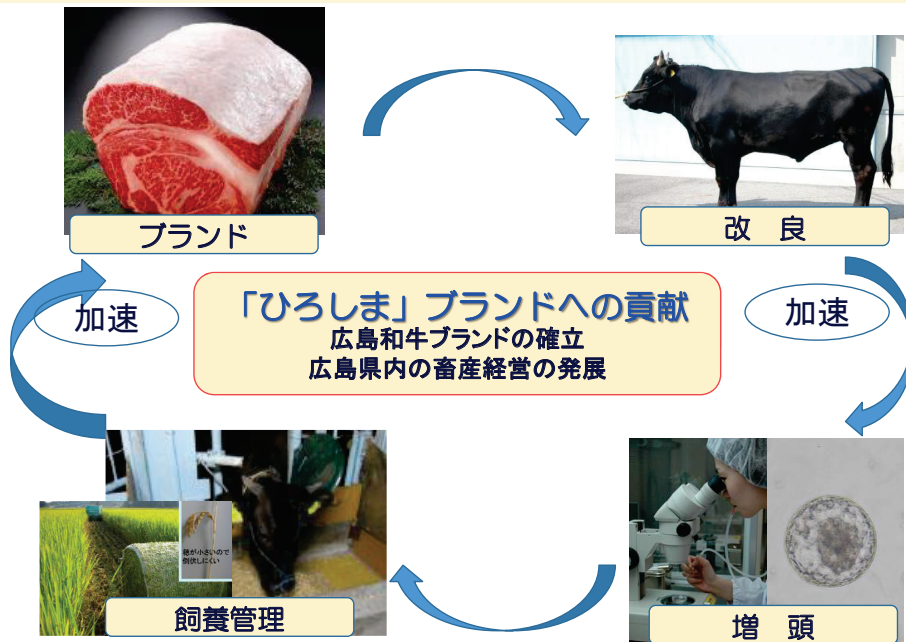 ブランド
改 良
加速
「ひろしま」ブランドへの貢献
広島和牛ブランドの確立
広島県内の畜産経営の発展
加速
穂が小さいので
倒伏しにくい
飼養管理
増 頭